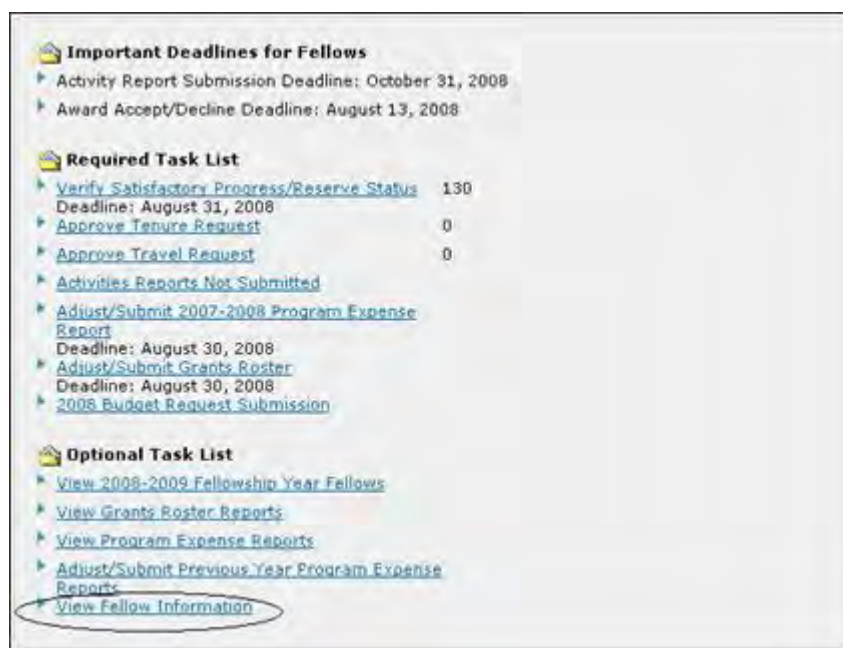 Important Deadlines for Fellows
Activity Report Submission Deadline: October 31, 2008
Award Accept/Decline Deadline: August 13, 2008
Required Task List
Verify Satisfactory Progress/Reserve Status 130
Deadline: August 31, 2008
Approve Tenure Request 0
Approve Travel Request 0
Activities Reports Not Submitted
Adjust/Submit 2007-2008 Program Expense
Report
Deadline: August 30, 2008
Adjust/Submit Grants Roster
Deadline: August 30, 2008
2008 Budget Request Submission
Optional Task List
View 2008-2009 Fellowship Year Fellows
View Grants Roster Reports
View Program Expense Reports
Adjust/Submit Previous Year Program Expense
Reports
View Fellow Information